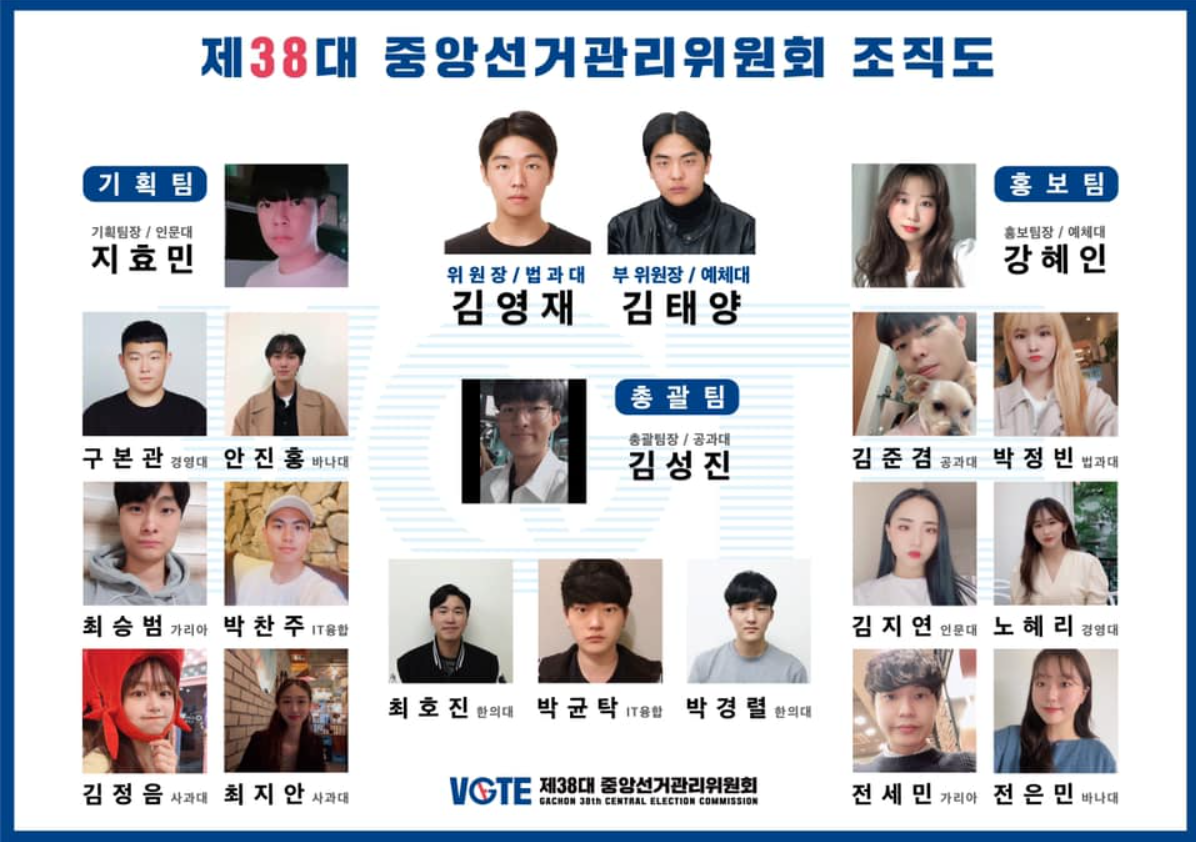 제38대 중앙선거관리위원회 조직도
위원장/법과대
김영재
부위원장/예체대
김태양
기획팀
기획팀장 / 인문대
지효민
구본관 경영대
안진홍 바나대
최승범 가리아
박찬주 IT융합
김정음 사과대
최지안 사과대
총괄팀
총괄팀장 / 공과대
김성진
최호진 한의대
박균탁 IT융합
박경렬 한의대
홍보팀
홍보팀장 / 예체대
강혜인
김준겸 공과대
박정빈 법과대
김지연 인문대
노혜리 경영대
전세민 가리아
전은민 바나대
VOTE
VOTE 제38대 중앙선거관리위원회
GACHON 38th CENTRAL ELECTION COMMISSION